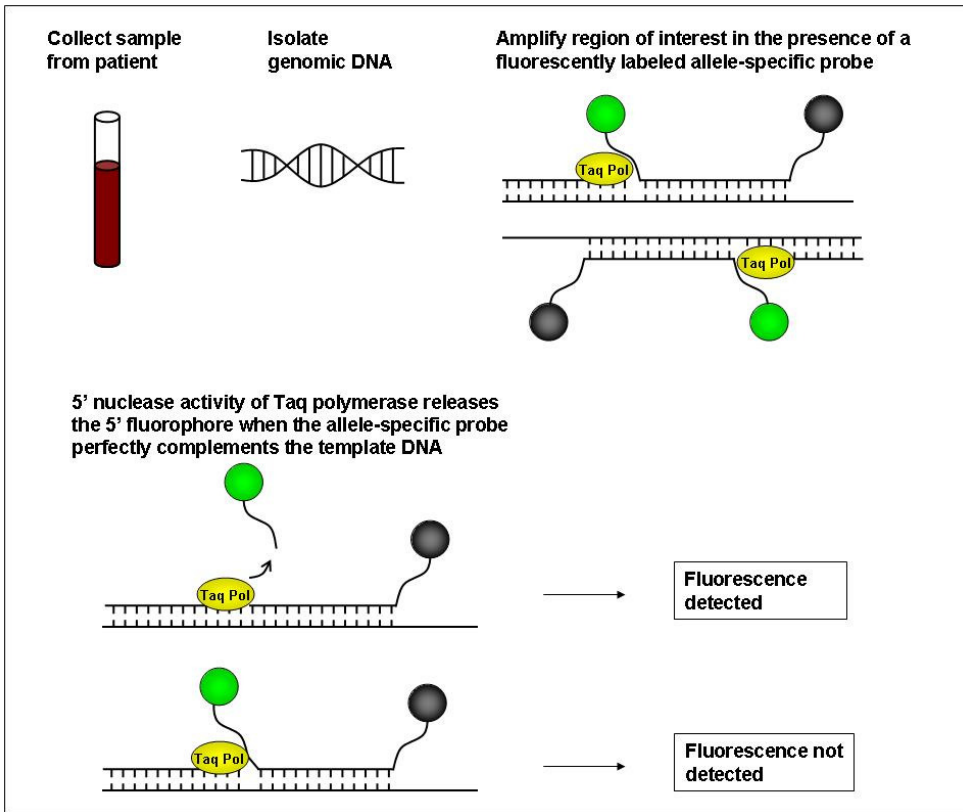 Collect sample
from patient
Isolate
genomic DNA
Amplify region of interest in the presence of a
fluorescently labeled allele-specific probe
Taq Pol
Taq Pol
5' nuclease activity of Taq polymerase releases
the 5' fluorophore when the allele-specific probe
perfectly complements the template DNA
Taq Pol
Fluorescence
detected
Taq Pol
Fluorescence not
detected